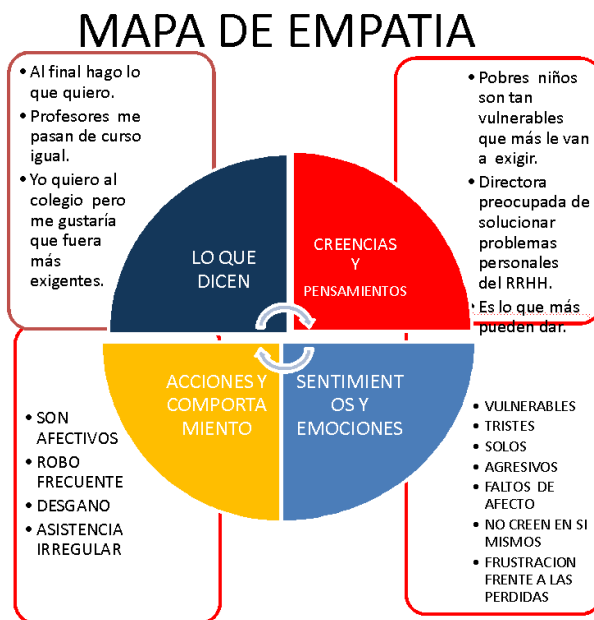 MAPA DE EMPATIA
• Al final hago lo
que quiero.
• Profesores me
pasan de curso
igual.
• Yo quiero al
colegio pero
me gustaría
que fuera
más
exigentes.
• Pobres niños
son tan
vulnerables
que más le van
a exigir.
• Directora
preocupada de
solucionar
problemas
personales
del RRHH.
• Es lo que más
pueden dar.
LO QUE
DICEN
CREENCIAS
Y
PENSAMIENTOS
ACCIONES Y
COMPORTA
MIENTO
SENTIMIENT
OS Y
EMOCIONES
• SON
AFECTIVOS
• ROBO
FRECUENTE
• DESGANO
• ASISTENCIA
IRREGULAR
• VULNERABLES
• TRISTES
• SOLOS
• AGRESIVOS
• FALTOS DE
AFECTO
• NO CREEN EN SI
MISMOS
• FRUSTRACION
FRENTE A LAS
PERDIDAS